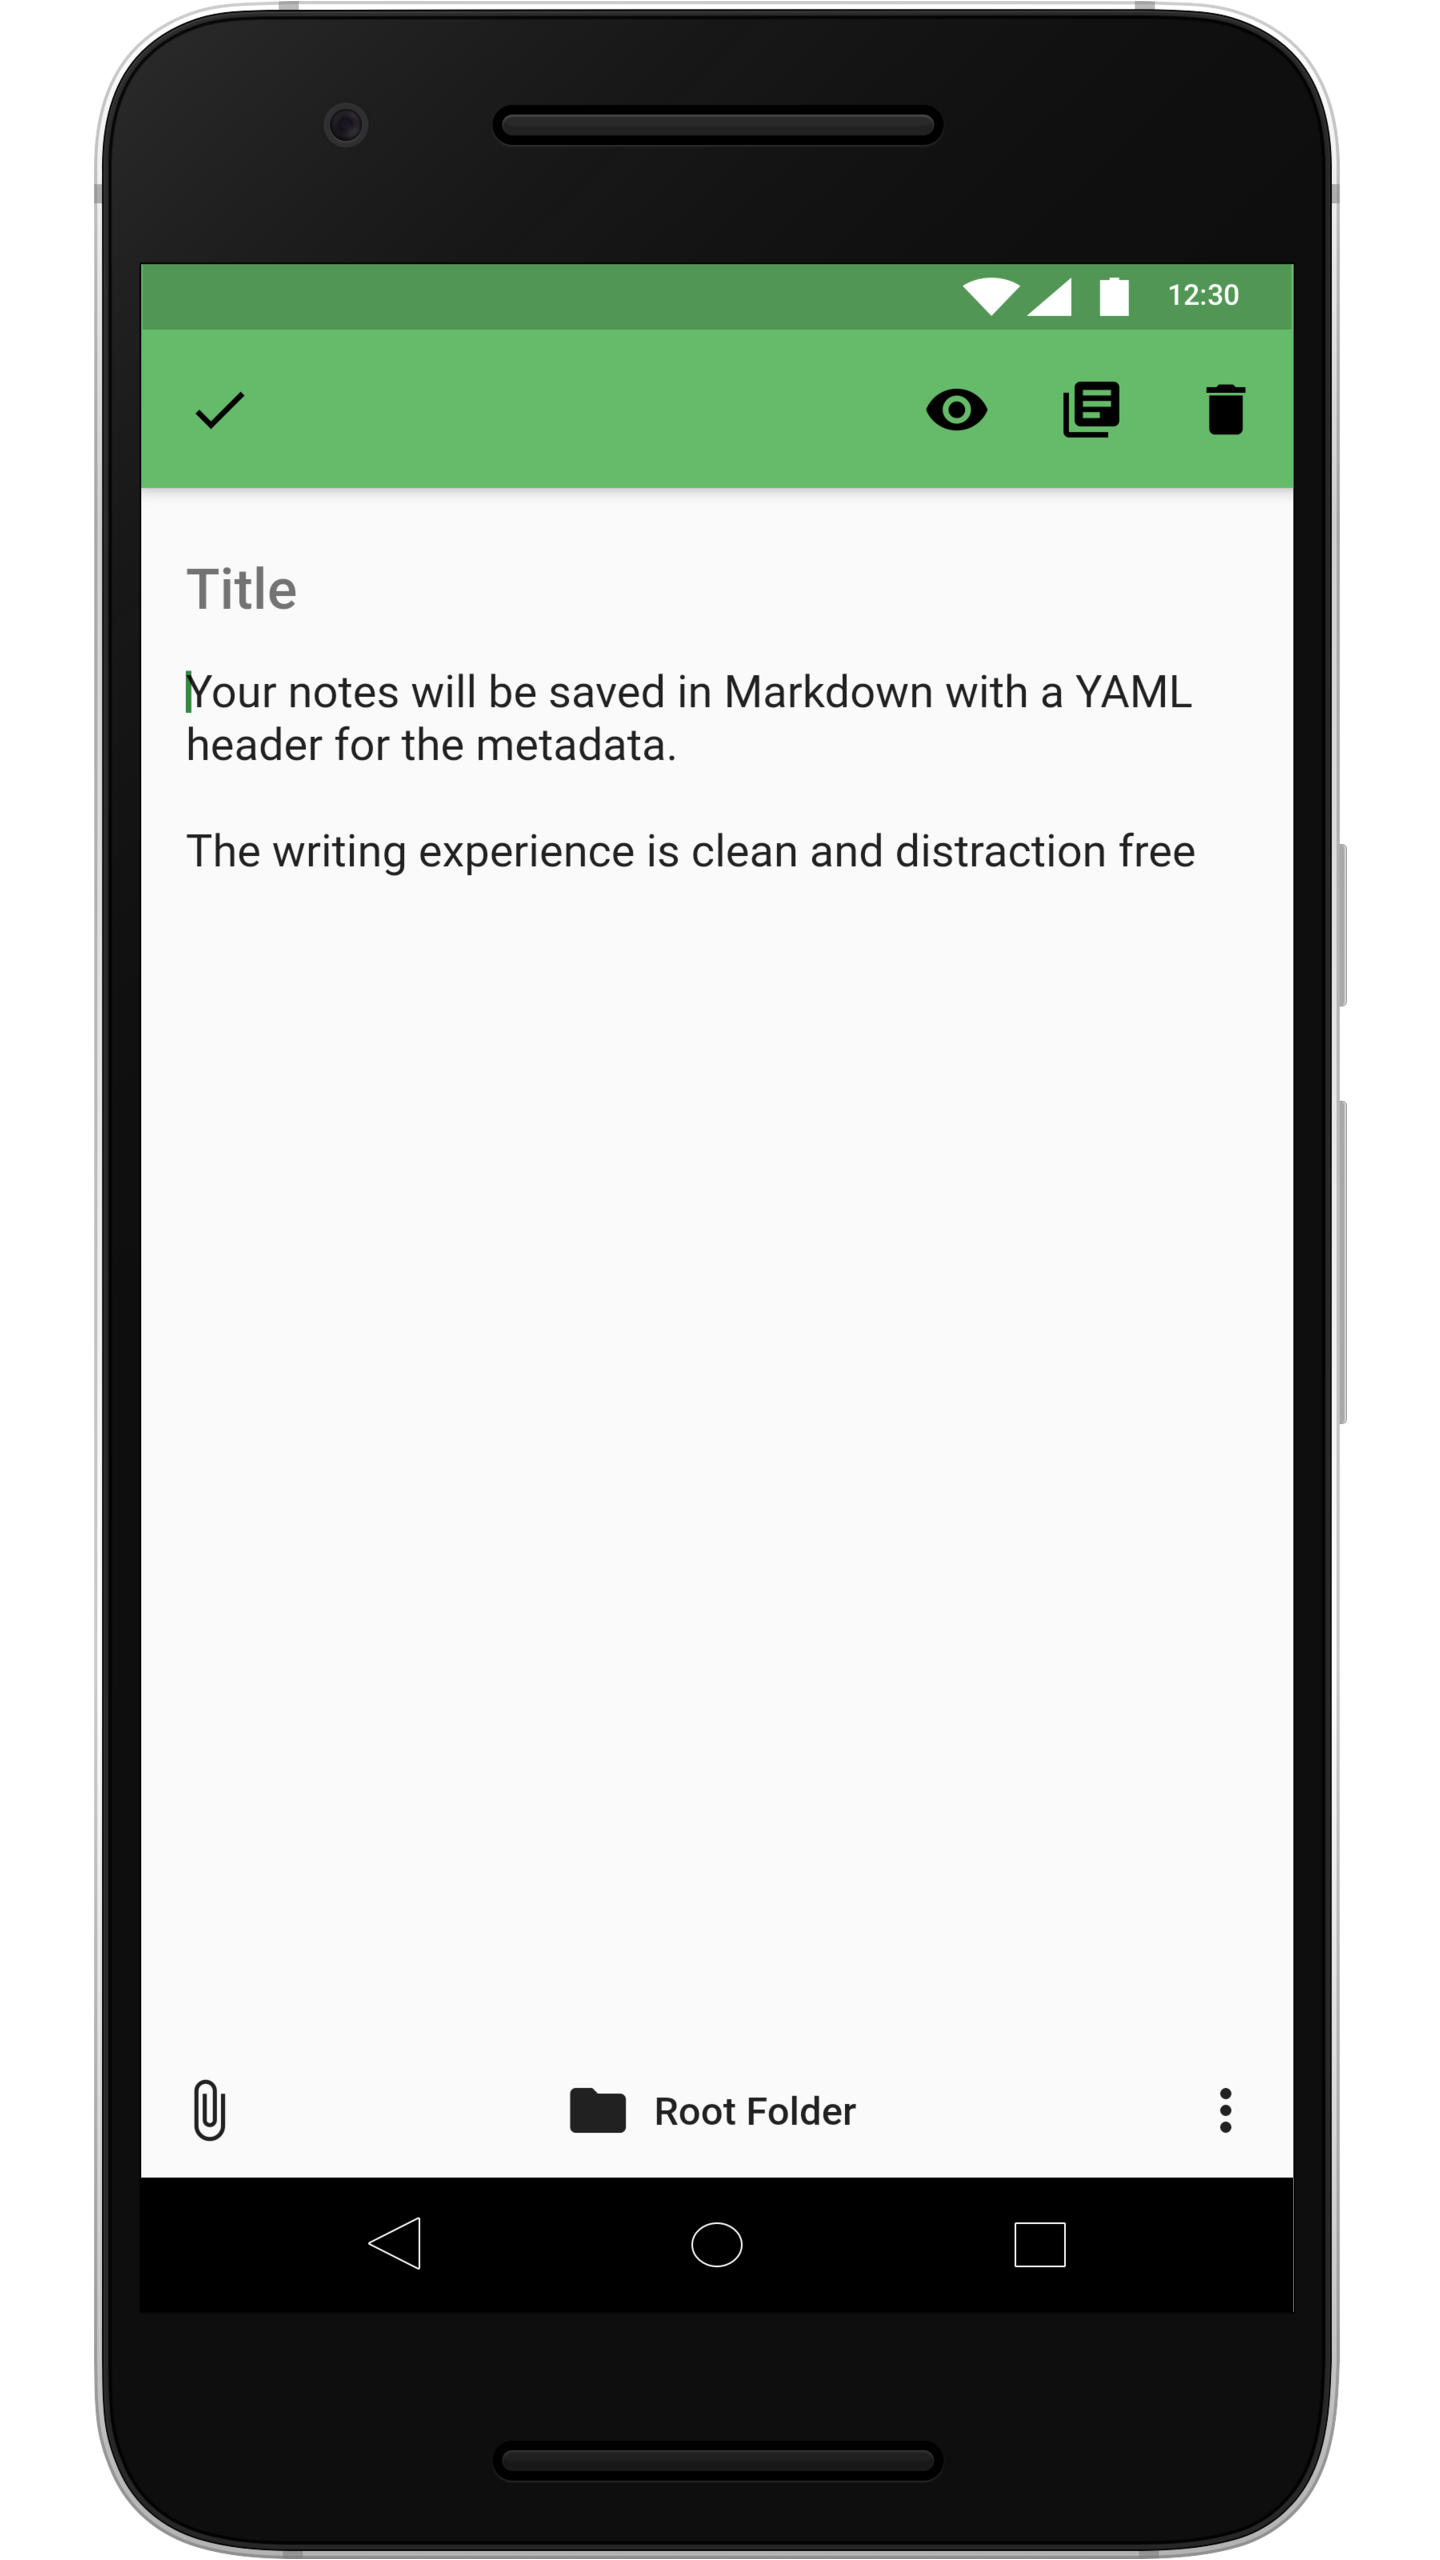 12:30
Title
Your notes will be saved in Markdown with a YAML
header for the metadata.
The writing experience is clean and distraction free
Root Folder